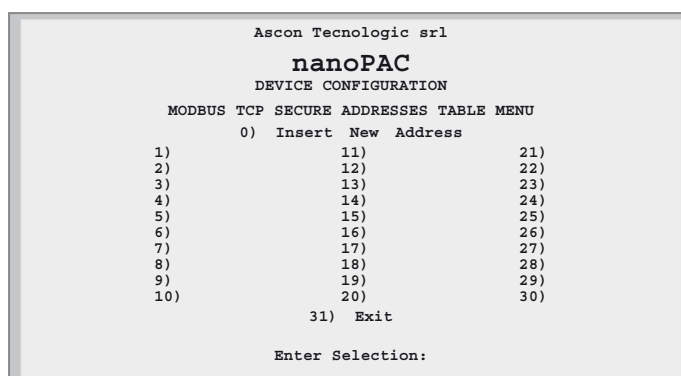 Ascon Tecnologic srl
nanoPAC
DEVICE CONFIGURATION
MODBUS TCP SECURE ADDRESSES TABLE MENU
0) Insert New Address
1) 11) 21)
2) 12) 22)
3) 13) 23)
4) 14) 24)
5) 15) 25)
6) 16) 26)
7) 17) 27)
8) 18) 28)
9) 19) 29)
10) 20) 30)
31) Exit
Enter Selection: